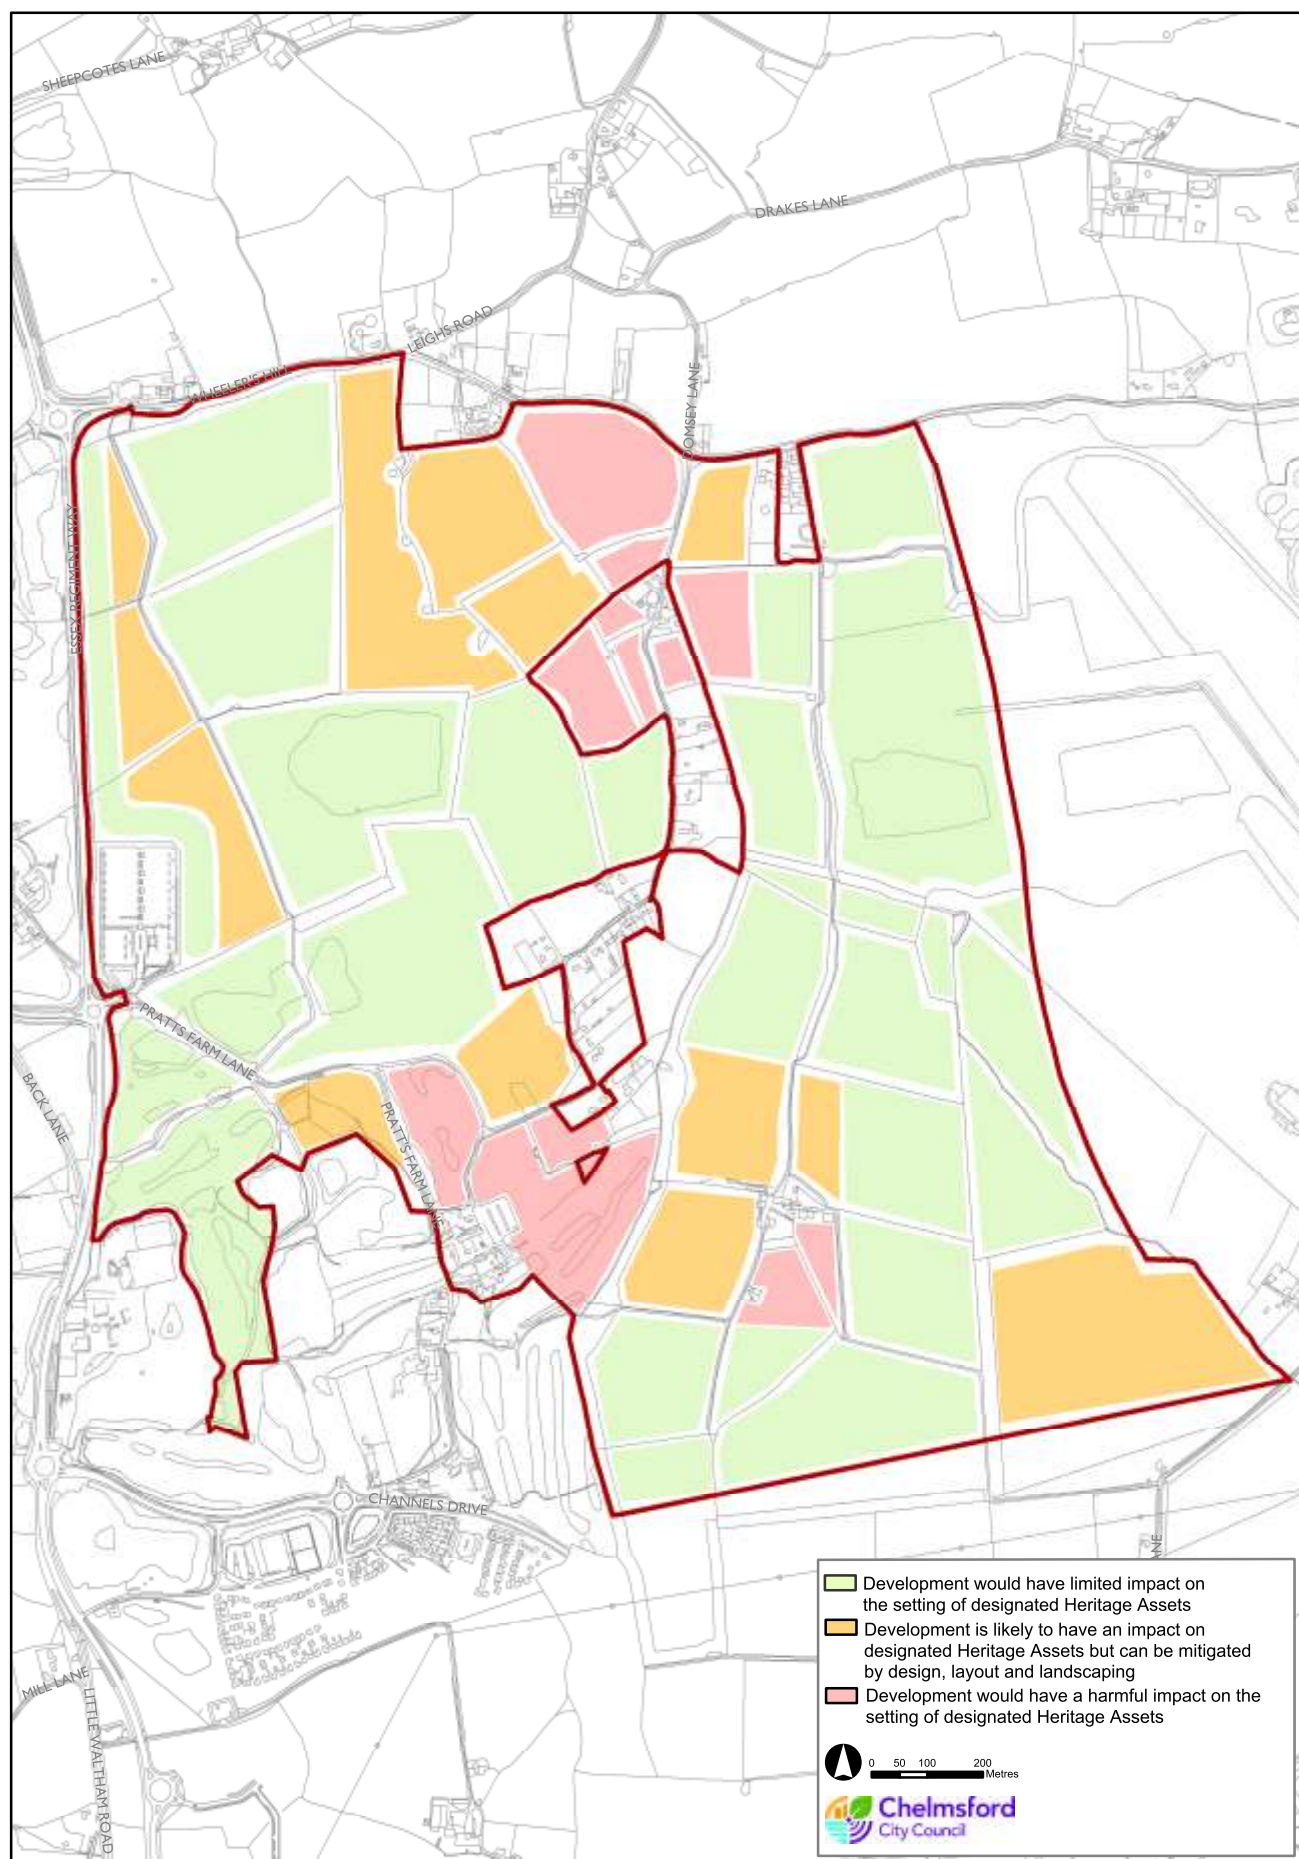 SHEEPCOTES LANE
DRAKES LANE
LEIGHS ROAD
WHEELER'S HILL
DOMSEY LANE
ESSEX REGIMENT WAY
PRATTS FARM LANE
BACK LANE
PRATT'S FARM LANE
CHANNELS DRIVE
LANE
MILL LANE
LITTLE WALTHAM ROAD
Development would have limited impact on
the setting of designated Heritage Assets
Development is likely to have an impact on
designated Heritage Assets but can be mitigated
by design, layout and landscaping
Development would have a harmful impact on the
setting of designated Heritage Assets
0 50 100 200
Metres
Chelmsford
City Council